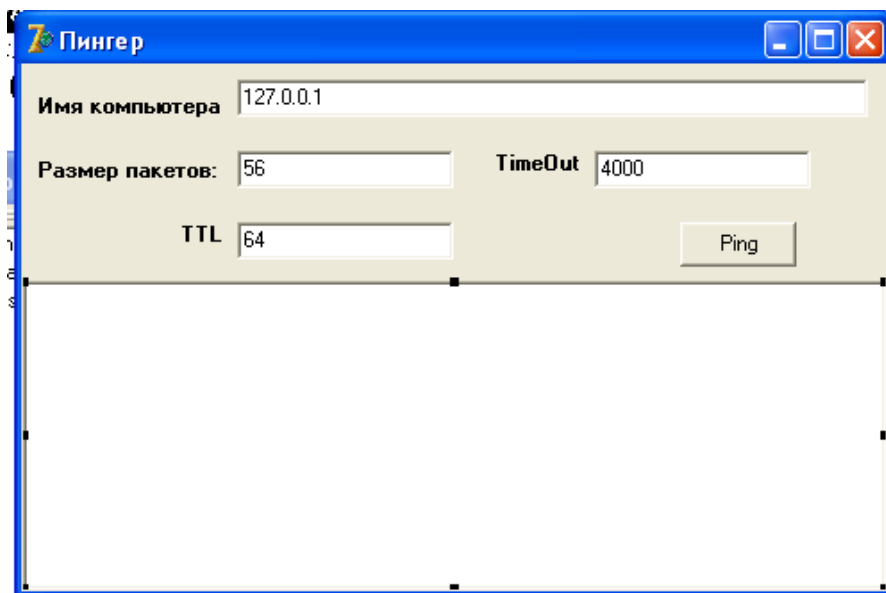 Пингер
Имя компьютера 127.0.0.1
Размер пакетов: 56 TimeOut 4000
TTL 64 Ping